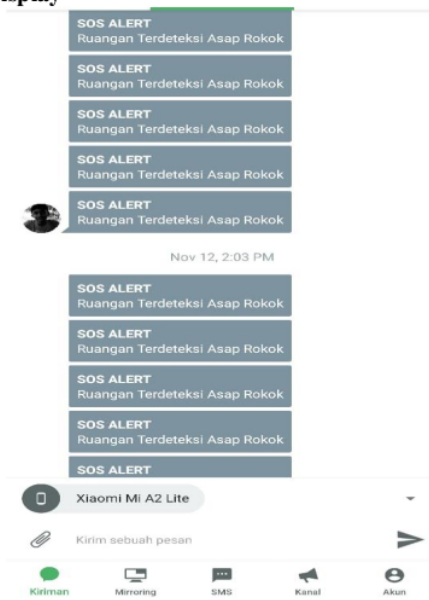 SOS ALERT
Ruangan Terdeteksi Asap Rokok
SOS ALERT
Ruangan Terdeteksi Asap Rokok
SOS ALERT
Ruangan Terdeteksi Asap Rokok
SOS ALERT
Ruangan Terdeteksi Asap Rokok
SOS ALERT
Ruangan Terdeteksi Asap Rokok
Nov 12, 2:03 PM
SOS ALERT
Ruangan Terdeteksi Asap Rokok
SOS ALERT
Ruangan Terdeteksi Asap Rokok
SOS ALERT
Ruangan Terdeteksi Asap Rokok
SOS ALERT
Ruangan Terdeteksi Asap Rokok
SOS ALERT
Xiaomi Mi A2 Lite
Kirim sebuah pesan
Kiriman Mirroring SMS Kanal Akun